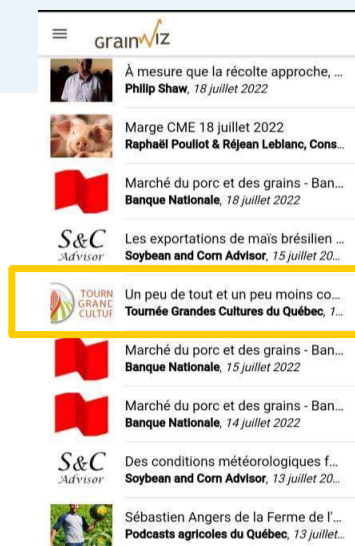 grainwiz
À mesure que la récolte approche, ...
Philip Shaw, 18 juillet 2022
Marge CME 18 juillet 2022
Raphaël Pouliot & Réjean Leblanc, Cons...
Marché du porc et des grains - Ban...
Banque Nationale, 18 juillet 2022
S&C
Advisor
Les exportations de maïs brésilien ...
Soybean and Corn Advisor, 15 juillet 20...
TOURN
GRAND
CULTUR
Un peu de tout et un peu moins co...
Tournée Grandes Cultures du Québec, 1...
Marché du porc et des grains - Ban...
Banque Nationale, 15 juillet 2022
Marché du porc et des grains - Ban...
Banque Nationale, 14 juillet 2022
S&C
Advisor
Des conditions météorologiques f...
Soybean and Corn Advisor, 13 juillet 20...
Sébastien Angers de la Ferme de l'...
Podcasts agricoles du Québec, 13 juillet...